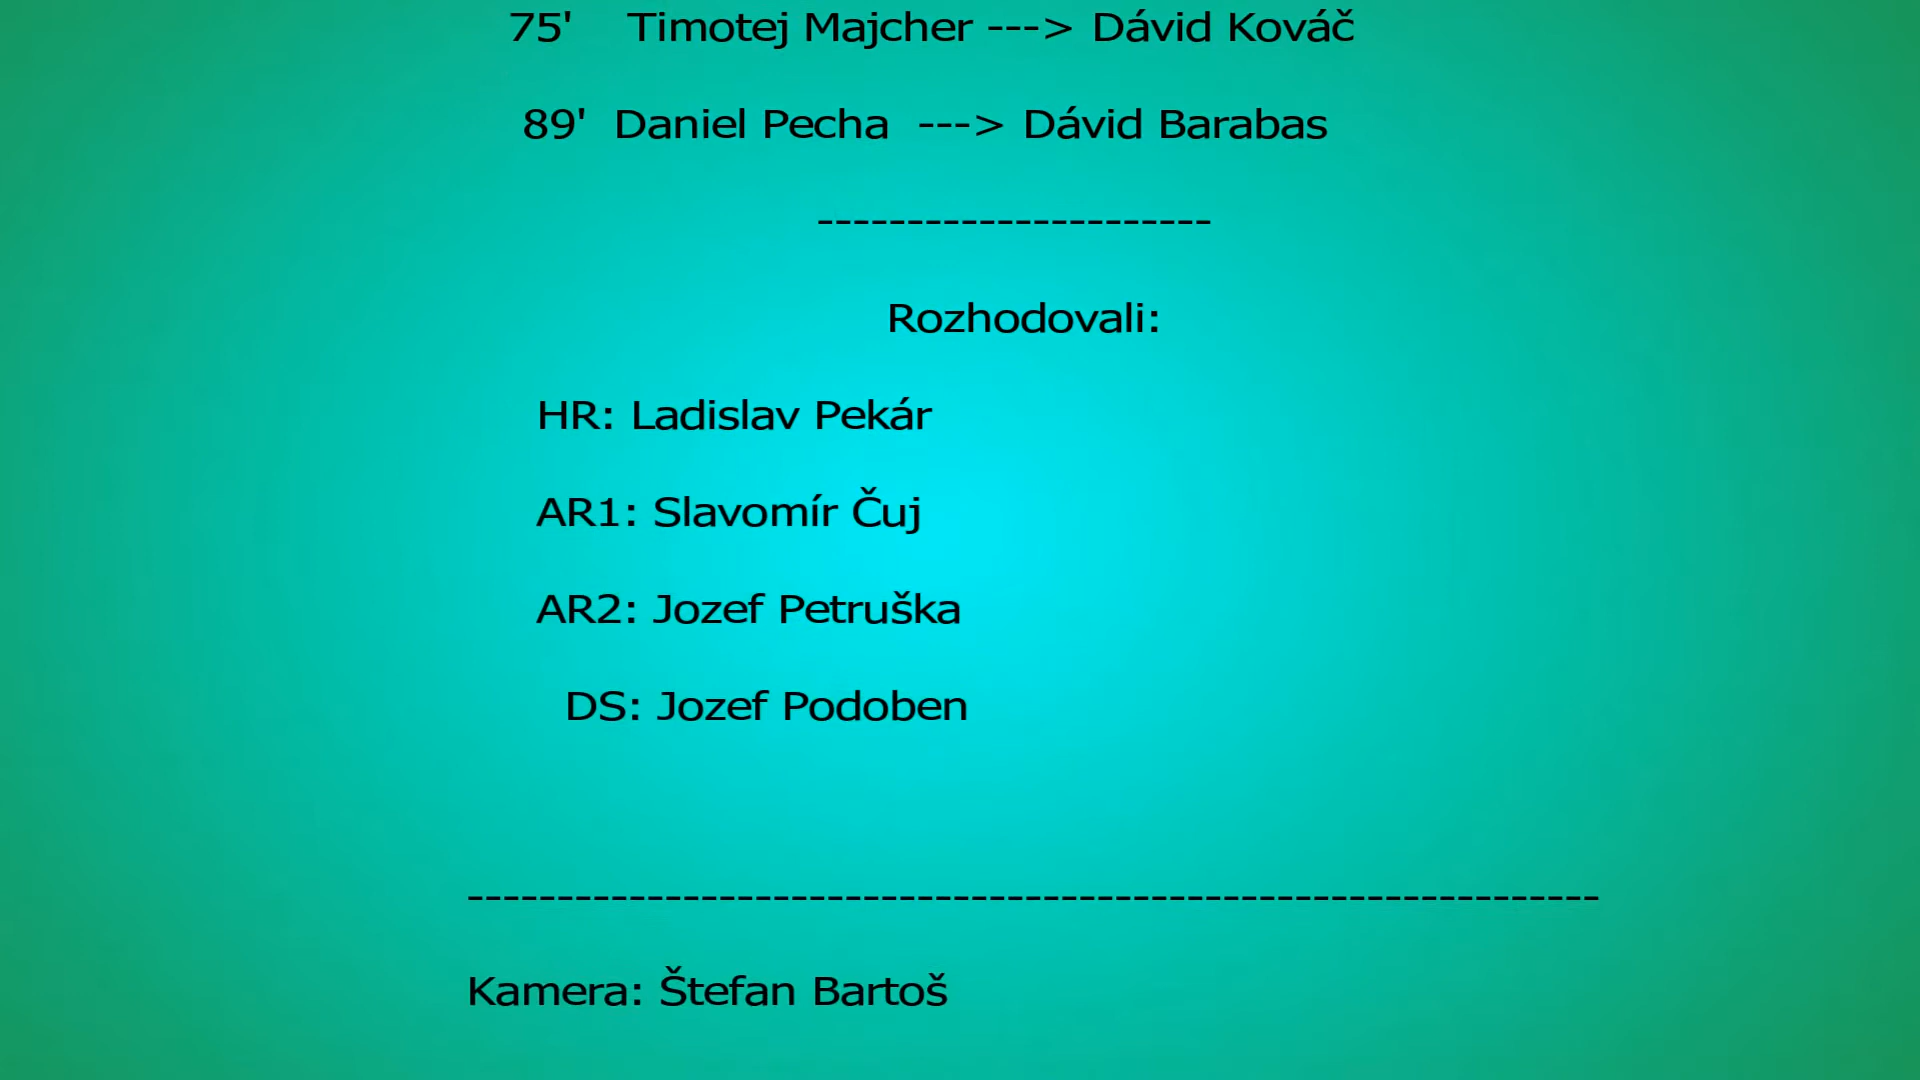 75' Timotej Majcher ---> Dávid Kováč
89' Daniel Pecha ---> Dávid Barabas
----------------------
Rozhodovali:
HR: Ladislav Pekár
AR1: Slavomír Čuj
AR2: Jozef Petruška
DS: Jozef Podoben
---------------------------------------------------------------
Kamera: Štefan Bartoš